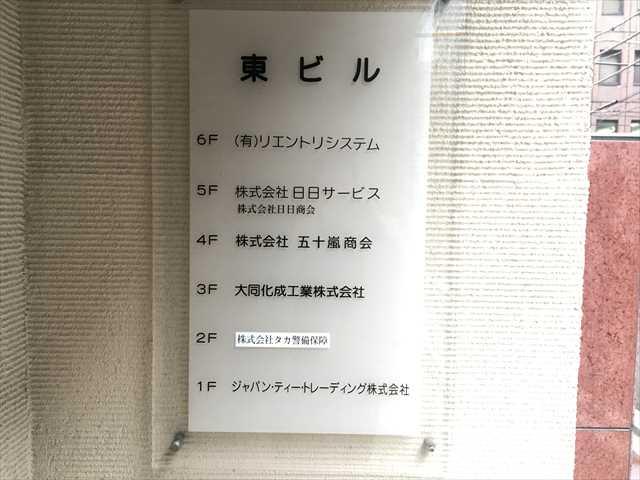 東ビル
6F (有)リエントリシステム
5F 株式会社 日日サービス
株式会社日日商会
4F 株式会社 五十嵐商会
3F 大同化成工業株式会社
2F 株式会社タカ警備保障
1F ジャパン・ティートレーディング株式会社